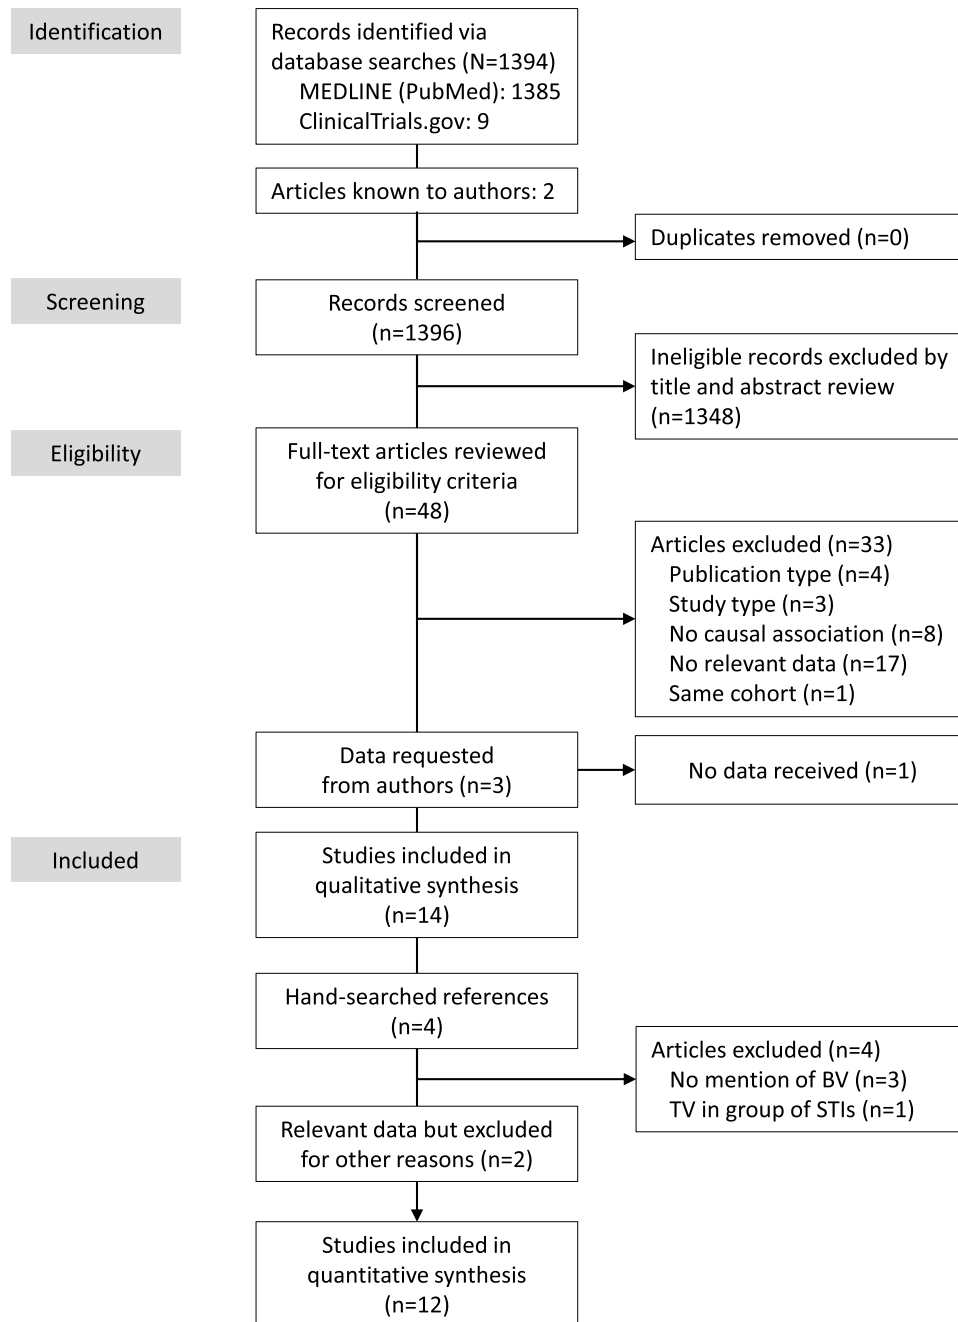 Identification
Records identified via
database searches (N=1394)
MEDLINE (PubMed): 1385
ClinicalTrials.gov: 9
Articles known to authors: 2
Duplicates removed (n=0)
Screening
Records screened
(n=1396)
Ineligible records excluded by
title and abstract review
(n=1348)
Eligibility
Full-text articles reviewed
for eligibility criteria
(n=48)
Articles excluded (n=33)
Publication type (n=4)
Study type (n=3)
No causal association (n=8)
No relevant data (n=17)
Same cohort (n=1)
Data requested
from authors (n=3)
No data received (n=1)
Included
Studies included in
qualitative synthesis
(n=14)
Hand-searched references
(n=4)
Articles excluded (n=4)
No mention of BV (n=3)
TV in group of STIs (n=1)
Relevant data but excluded
for other reasons (n=2)
Studies included in
quantitative synthesis
(n=12)